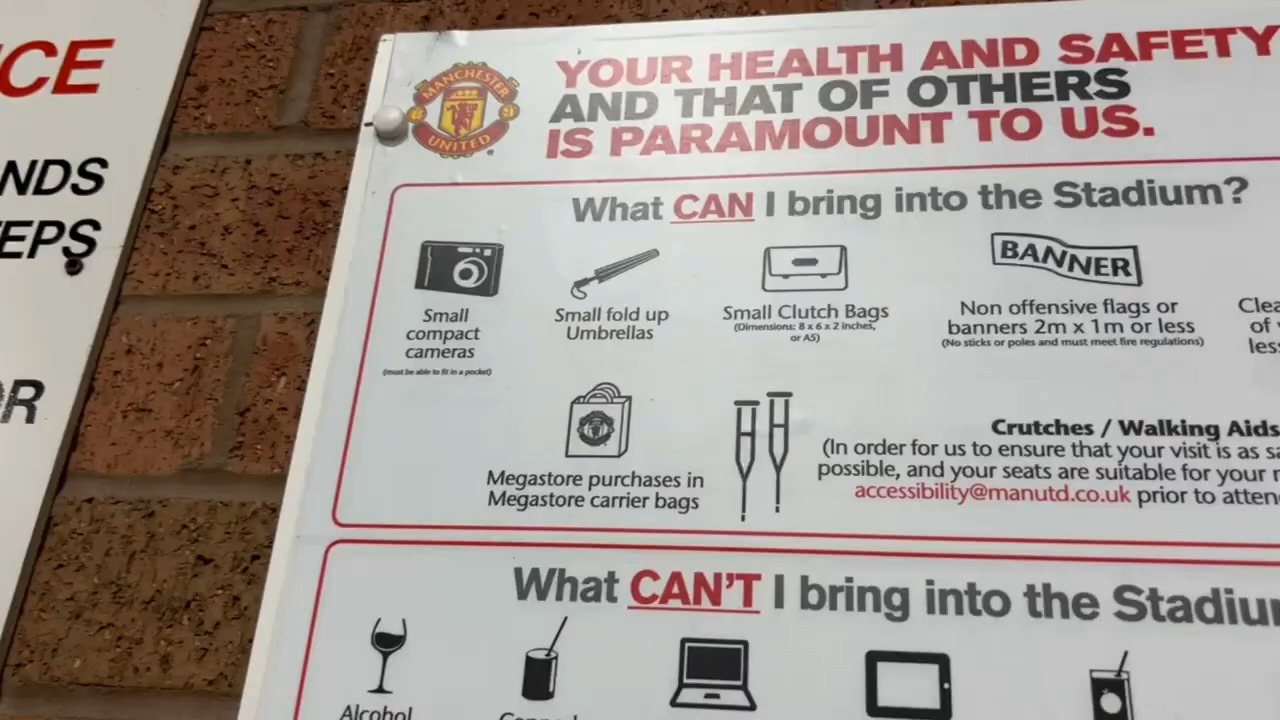 CE
NDS
EPS
R
MANCHESTER
UNITED
YOUR HEALTH AND SAFETY
AND THAT OF OTHERS
IS PARAMOUNT TO US.
What CAN I bring into the Stadium?
BANNER
Small
compact
cameras
(must be able to fit in a pocket)
Small fold up
Umbrellas
Small Clutch Bags
(Dimensions: 8 x 6 x 2 inches,
or A5)
Non offensive flags or
banners 2m x 1m or less
(No sticks or poles and must meet fire regulations)
Clea
of
les
Megastore purchases in
Megastore carrier bags
Crutches / Walking Aids
(In order for us to ensure that your visit is as sa
possible, and your seats are suitable for your
accessibility@manutd.co.uk prior to atten
What CAN'T I bring into the Stadiu
Alcohol